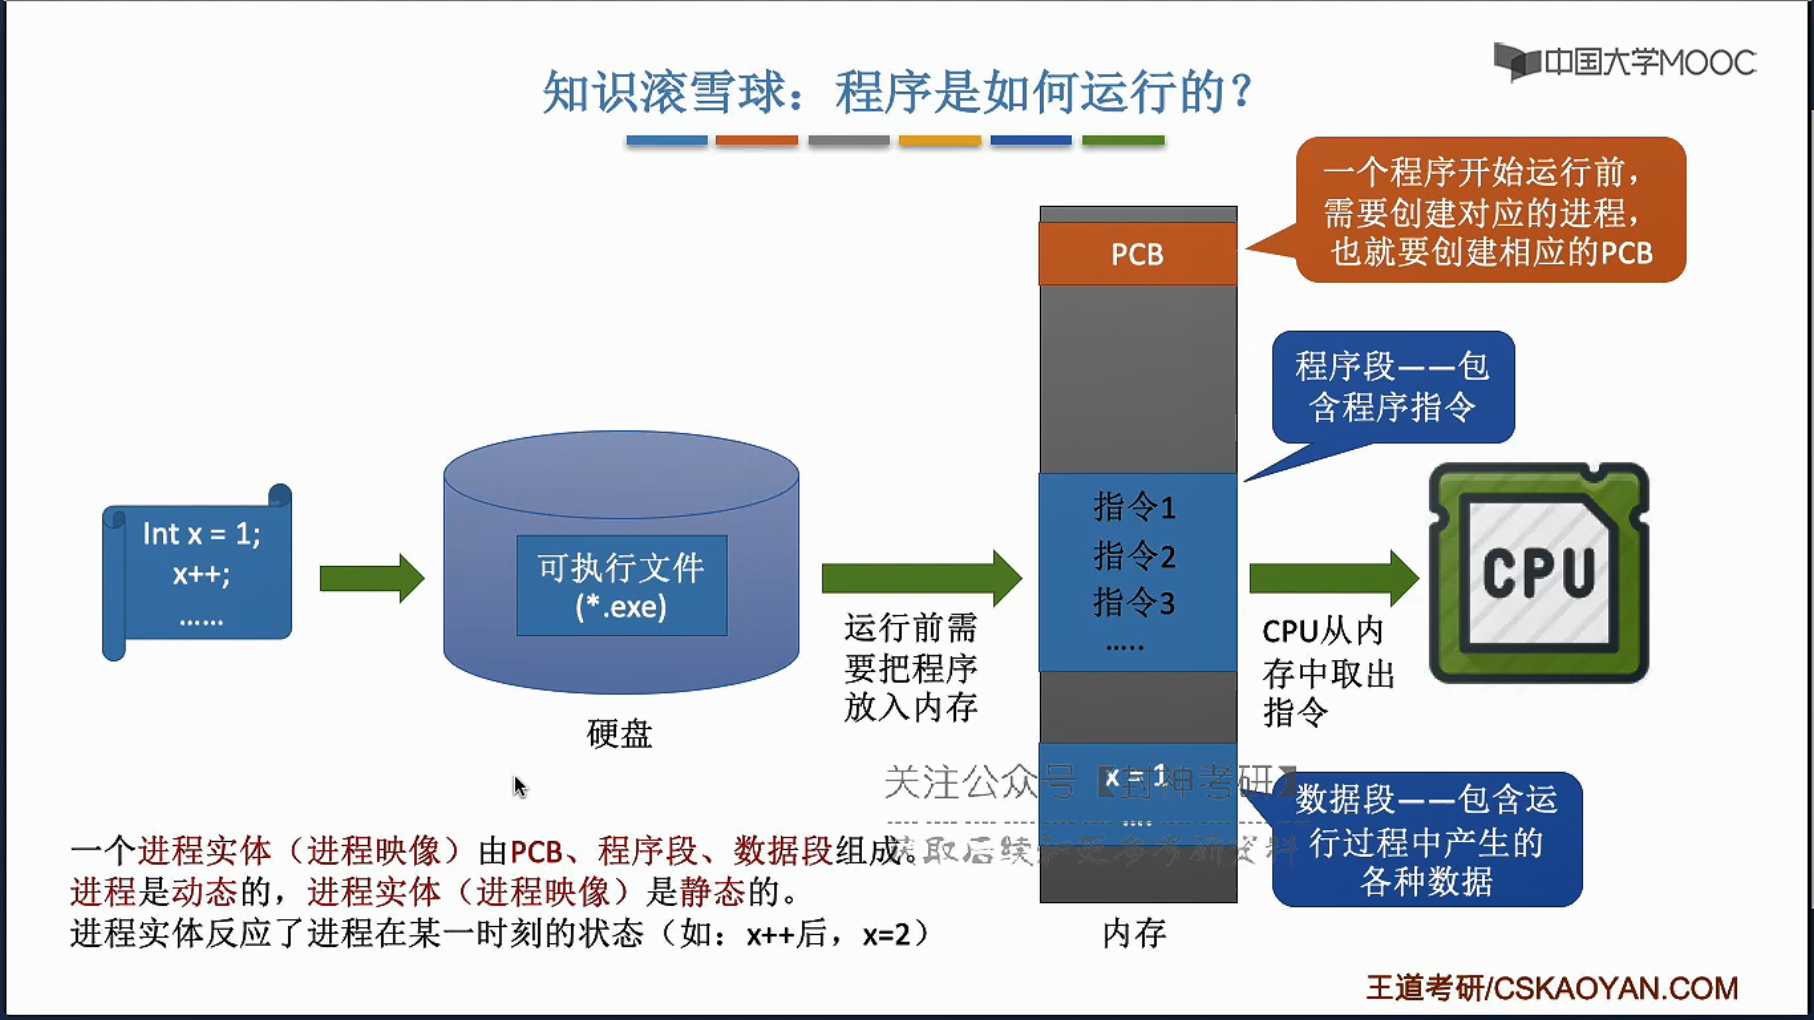 中国大学MOOC
知识滚雪球：程序是如何运行的？
一个程序开始运行前，
需要创建对应的进程，
也就要创建相应的PCB
PCB
程序段——包
含程序指令
Int x = 1;
x++;
......
可执行文件
(*.exe)
硬盘
运行前需
要把程序
放入内存
指令1
指令2
指令3
.....
CPU从内
存中取出
指令
CPU
x = 1
....
关注公众号【封神考研】
获取后续和更多考研资料
数据段——包含运
行过程中产生的
各种数据
内存
一个进程实体（进程映像）由PCB、程序段、数据段组成。
进程是动态的，进程实体（进程映像）是静态的。
进程实体反应了进程在某一时刻的状态（如：x++后，x=2）
王道考研/CSKAOYAN.COM